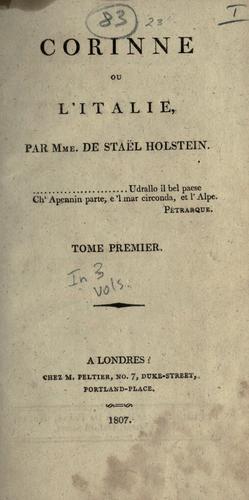 83 23
I
CORINNE
OU
L'ITALIE,
PAR MME. DE STAËL HOLSTEIN.
....................... Udrallo il bel paese
Ch' Apennin parte, e 'l mar circonda, et l' Alpe.
PÉTRARQUE.
TOME PREMIER.
In 3
vols.
A LONDRES:
CHEZ M. PELTIER, NO. 7, DUKE-STREET,
PORTLAND-PLACE.
1807.